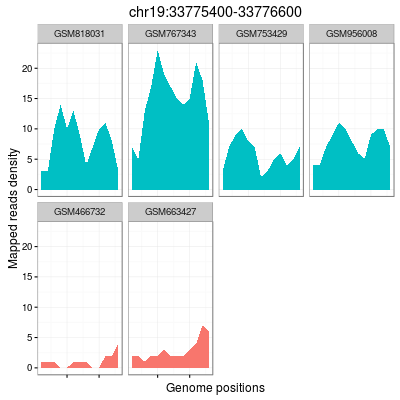 chr19:33775400-33776600
GSM818031 GSM767343 GSM753429 GSM956008
20
15
10
5
0
GSM466732 GSM663427
20
15
10
5
0
Mapped reads density
Genome positions